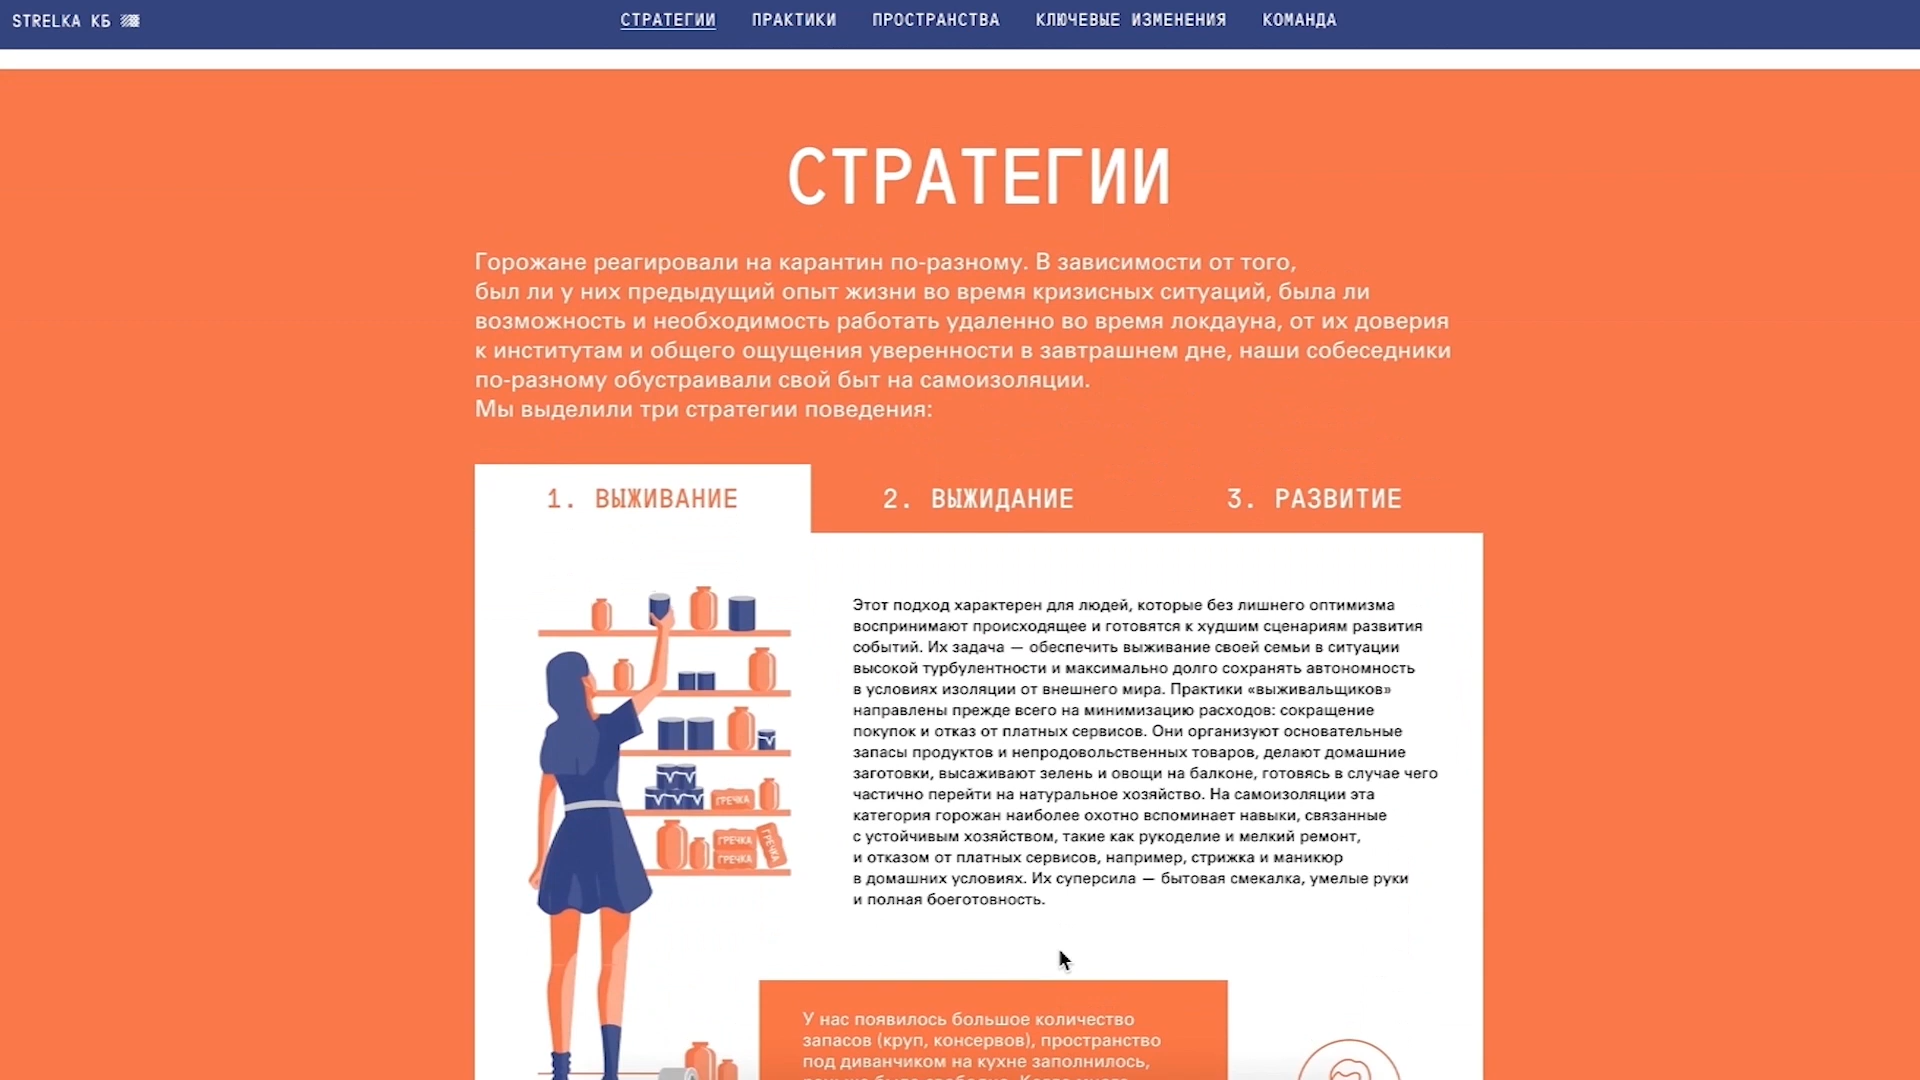 STRELKA КБ
СТРАТЕГИИ ПРАКТИКИ ПРОСТРАНСТВА КЛЮЧЕВЫЕ ИЗМЕНЕНИЯ КОМАНДА
СТРАТЕГИИ
Горожане реагировали на карантин по-разному. В зависимости от того,
был ли у них предыдущий опыт жизни во время кризисных ситуаций, была ли
возможность и необходимость работать удаленно во время локдауна, от их доверия
к институтам и общего ощущения уверенности в завтрашнем дне, наши собеседники
по-разному обустраивали свой быт на самоизоляции.
Мы выделили три стратегии поведения:
1. ВЫЖИВАНИЕ
2. ВЫЖИДАНИЕ
3. РАЗВИТИЕ
Этот подход характерен для людей, которые без лишнего оптимизма
воспринимают происходящее и готовятся к худшим сценариям развития
событий. Их задача — обеспечить выживание своей семьи в ситуации
высокой турбулентности и максимально долго сохранять автономность
в условиях изоляции от внешнего мира. Практики «выживальщиков»
направлены прежде всего на минимизацию расходов: сокращение
покупок и отказ от платных сервисов. Они организуют основательные
запасы продуктов и непродовольственных товаров, делают домашние
заготовки, высаживают зелень и овощи на балконе, готовясь в случае чего
частично перейти на натуральное хозяйство. На самоизоляции эта
категория горожан наиболее охотно вспоминает навыки, связанные
с устойчивым хозяйством, такие как рукоделие и мелкий ремонт,
и отказом от платных сервисов, например, стрижка и маникюр
в домашних условиях. Их суперсила — бытовая смекалка, умелые руки
и полная боеготовность.
ГРЕЧКА
ГРЕЧКА
ГРЕЧКА
ГРЕЧКА
У нас появилось большое количество
запасов (круп, консервов), пространство
под диванчиком на кухне заполнилось,